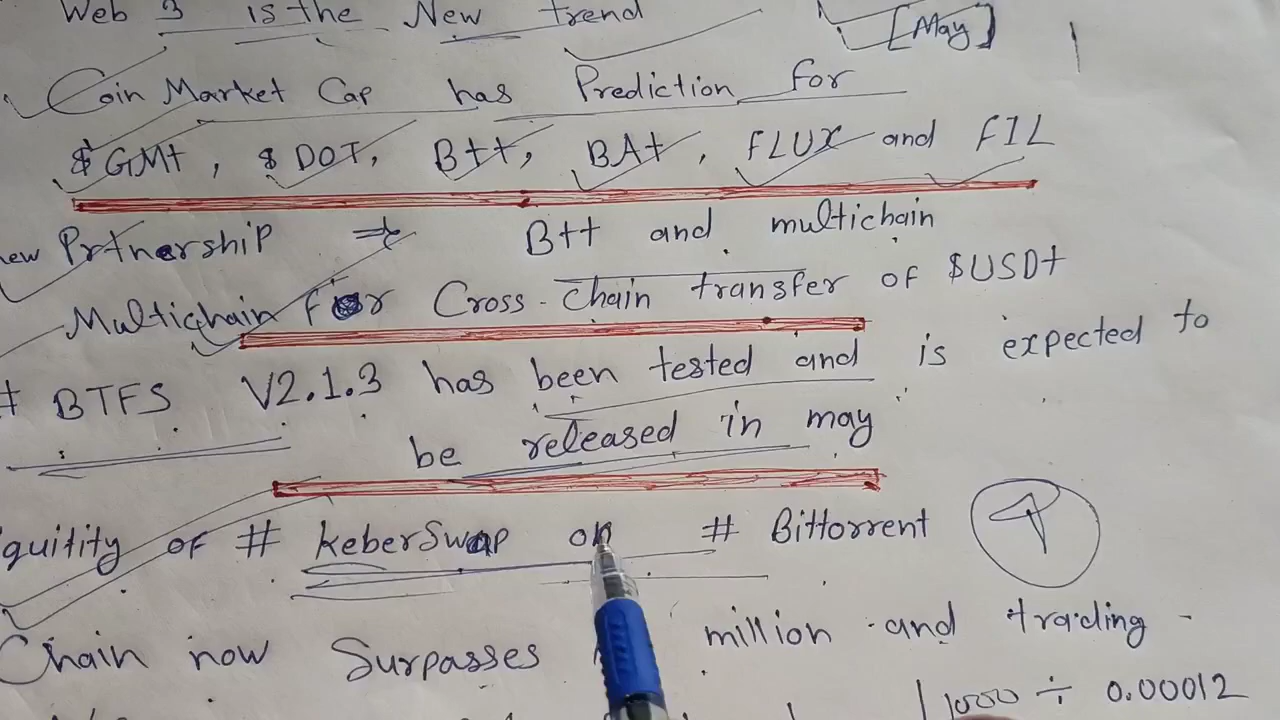 Web 3 is the New trend
[May]
Coin Market Cap has Prediction for
$GMt, $DOT, Btt, BAt, FLUX and FIL
ew Prtnership ⇒ Btt and multichain
Multichain For Cross-chain transfer of $USDt
# BTFS V2.1.3 has been tested and is expected to
be released in may
quitity of # keberSwap on # Bittorrent
Chain now Surpasses million and trading -
1000 ÷ 0.00012